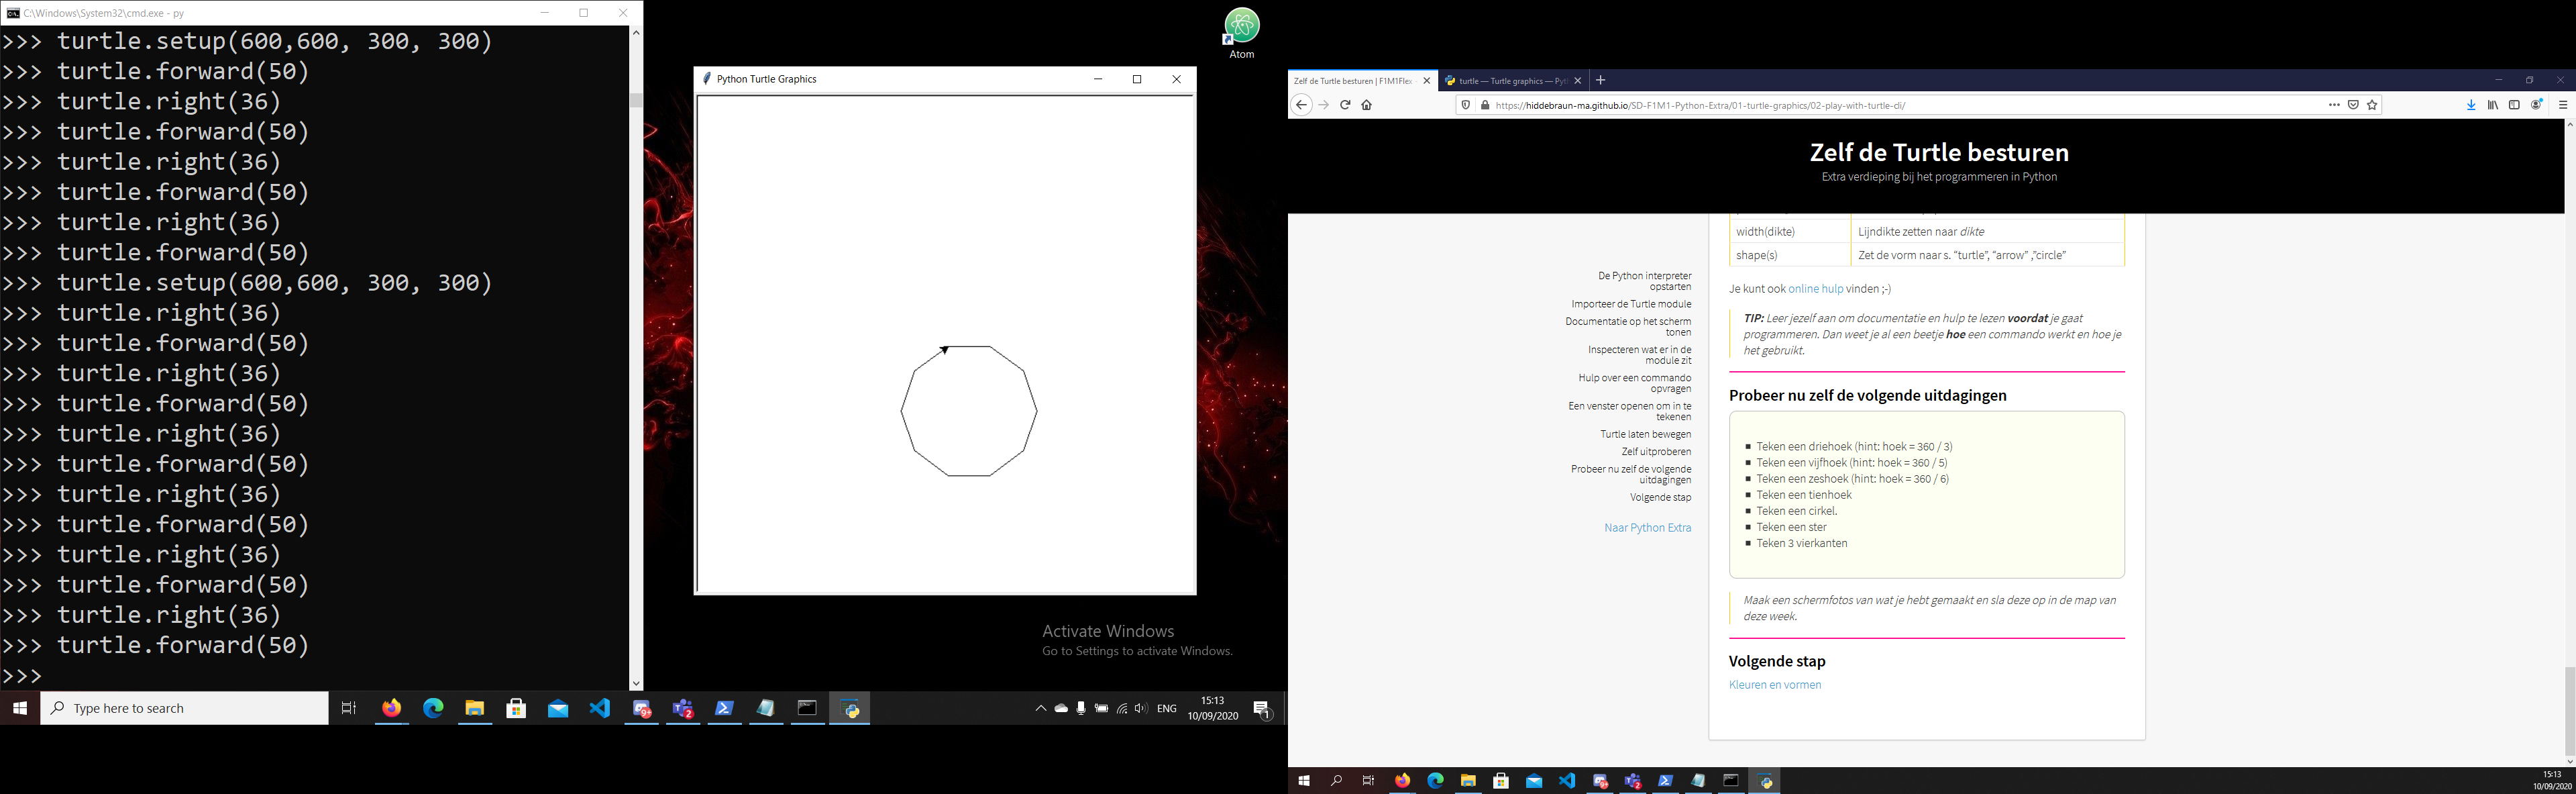 C:\Windows\System32\cmd.exe - py
>>> turtle.setup(600,600, 300, 300)
>>> turtle.forward(50)
>>> turtle.right(36)
>>> turtle.forward(50)
>>> turtle.right(36)
>>> turtle.forward(50)
>>> turtle.right(36)
>>> turtle.forward(50)
>>> turtle.setup(600,600, 300, 300)
>>> turtle.right(36)
>>> turtle.forward(50)
>>> turtle.right(36)
>>> turtle.forward(50)
>>> turtle.right(36)
>>> turtle.forward(50)
>>> turtle.right(36)
>>> turtle.forward(50)
>>> turtle.right(36)
>>> turtle.forward(50)
>>> turtle.right(36)
>>> turtle.forward(50)
>>>
Python Turtle Graphics
Atom
Activate Windows
Go to Settings to activate Windows.
Type here to search
ENG
15:13
10/09/2020
1
Zelf de Turtle besturen | F1M1Flex
turtle — Turtle graphics — Pyt
https://hiddebraun-ma.github.io/SD-F1M1-Python-Extra/01-turtle-graphics/02-play-with-turtle-cli/
Zelf de Turtle besturen
Extra verdieping bij het programmeren in Python
De Python interpreter
opstarten
Importeer de Turtle module
Documentatie op het scherm
tonen
Inspecteren wat er in de
module zit
Hulp over een commando
opvragen
Een venster openen om in te
tekenen
Turtle laten bewegen
Zelf uitproberen
Probeer nu zelf de volgende
uitdagingen
Volgende stap
Naar Python Extra
width(dikte) Lijndikte zetten naar dikte
shape(s) Zet de vorm naar s. “turtle”, “arrow” ,”circle”
Je kunt ook online hulp vinden ;-)
TIP: Leer jezelf aan om documentatie en hulp te lezen voordat je gaat
programmeren. Dan weet je al een beetje hoe een commando werkt en hoe je
het gebruikt.
Probeer nu zelf de volgende uitdagingen
Teken een driehoek (hint: hoek = 360 / 3)
Teken een vijfhoek (hint: hoek = 360 / 5)
Teken een zeshoek (hint: hoek = 360 / 6)
Teken een tienhoek
Teken een cirkel.
Teken een ster
Teken 3 vierkanten
Maak een schermfotos van wat je hebt gemaakt en sla deze op in de map van
deze week.
Volgende stap
Kleuren en vormen
15:13
10/09/2020